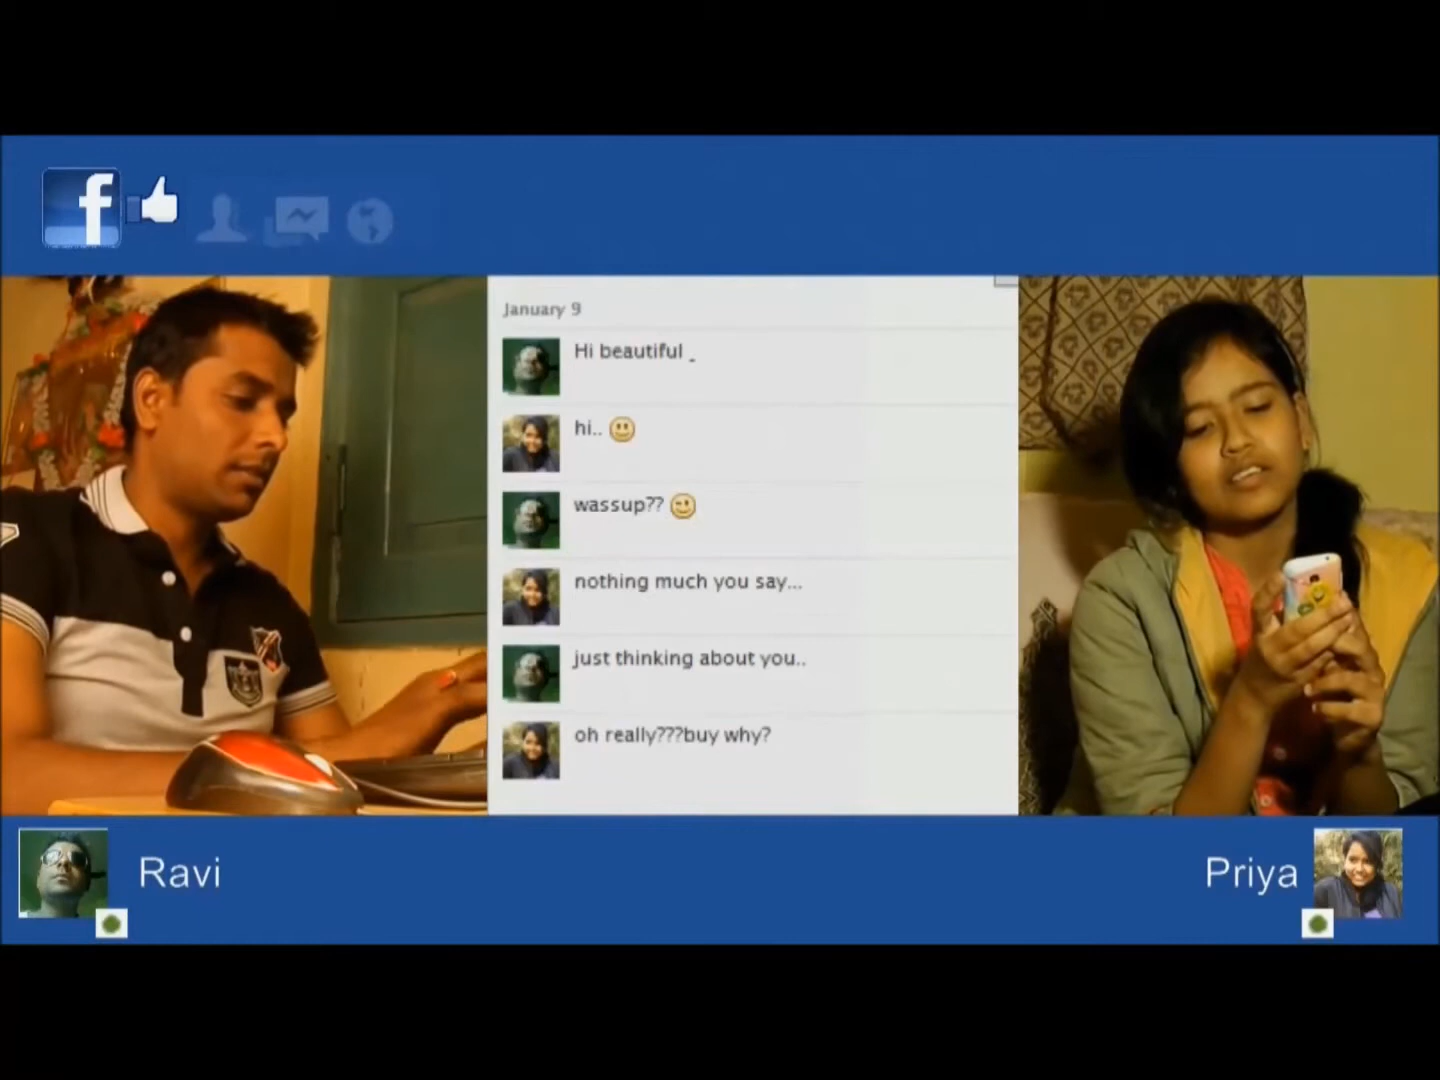 f
January 9
Hi beautiful _
hi..
wassup??
nothing much you say...
just thinking about you..
oh really???buy why?
Ravi
Priya